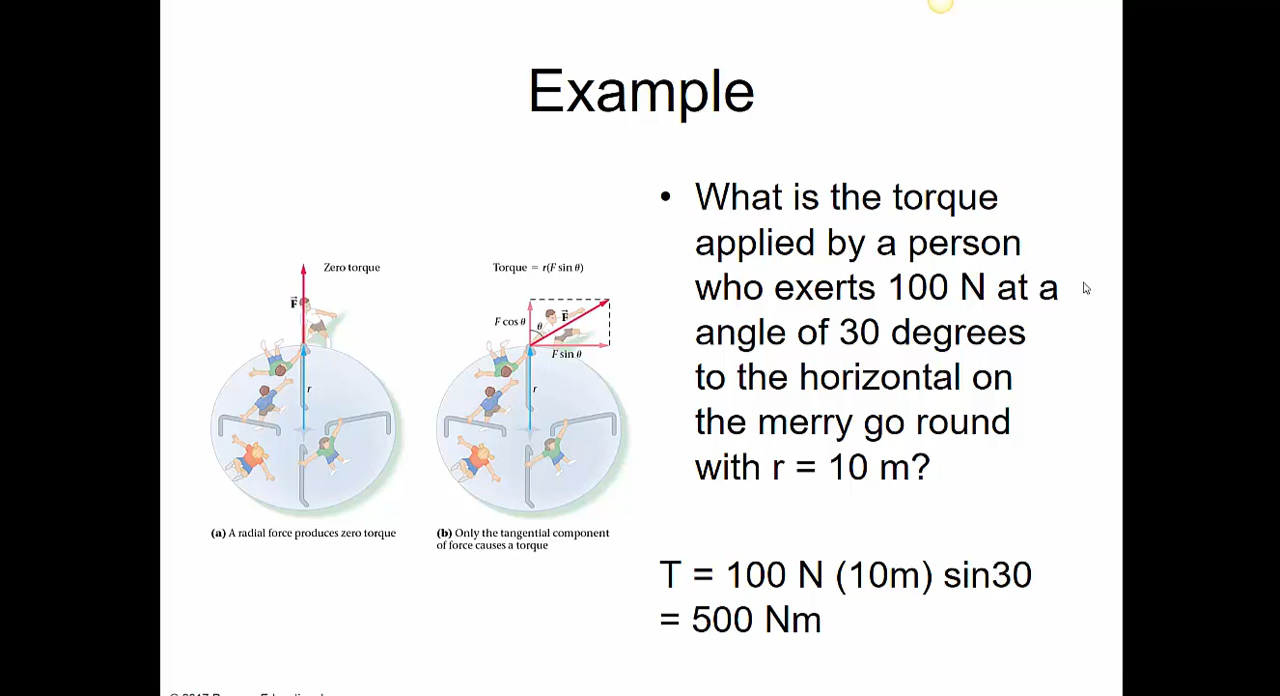 Example
• What is the torque
applied by a person
who exerts 100 N at a
angle of 30 degrees
to the horizontal on
the merry go round
with r = 10 m?
T = 100 N (10m) sin30
= 500 Nm
Zero torque
F
r
(a) A radial force produces zero torque
Torque = r(F sin θ)
F cos θ
θ
F
F sin θ
r
(b) Only the tangential component
of force causes a torque